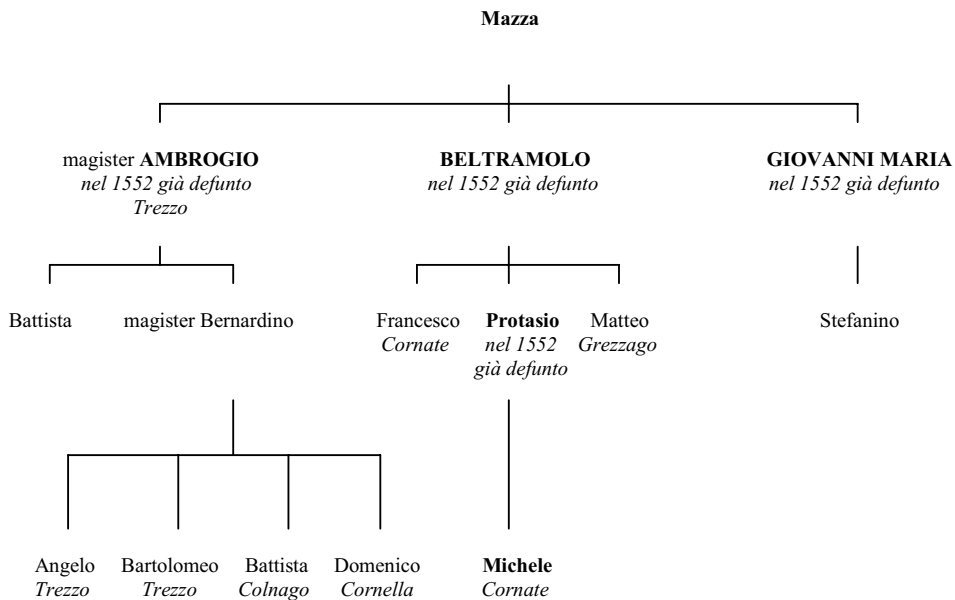 Mazza
magister AMBROGIO
nel 1552 già defunto
Trezzo
BELTRAMOLO
nel 1552 già defunto
GIOVANNI MARIA
nel 1552 già defunto
Battista
magister Bernardino
Francesco
Cornate
Protasio
nel 1552
già defunto
Matteo
Grezzago
Stefanino
Angelo
Trezzo
Bartolomeo
Trezzo
Battista
Colnago
Domenico
Cornella
Michele
Cornate